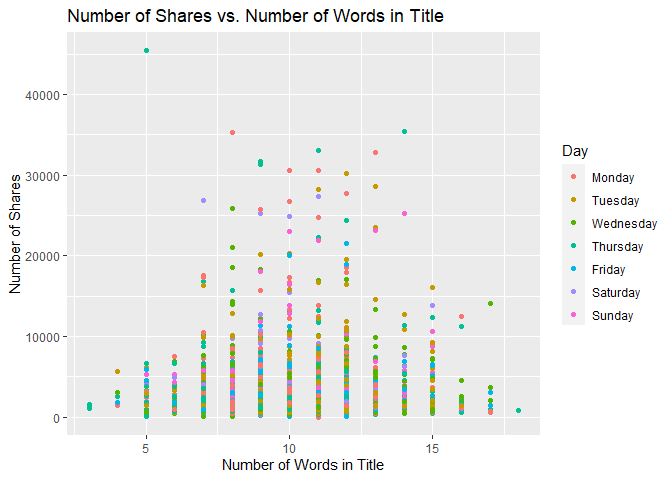 Number of Shares vs. Number of Words in Title
40000
30000
20000
10000
0
Number of Shares
5 10 15
Number of Words in Title
Day
Monday
Tuesday
Wednesday
Thursday
Friday
Saturday
Sunday